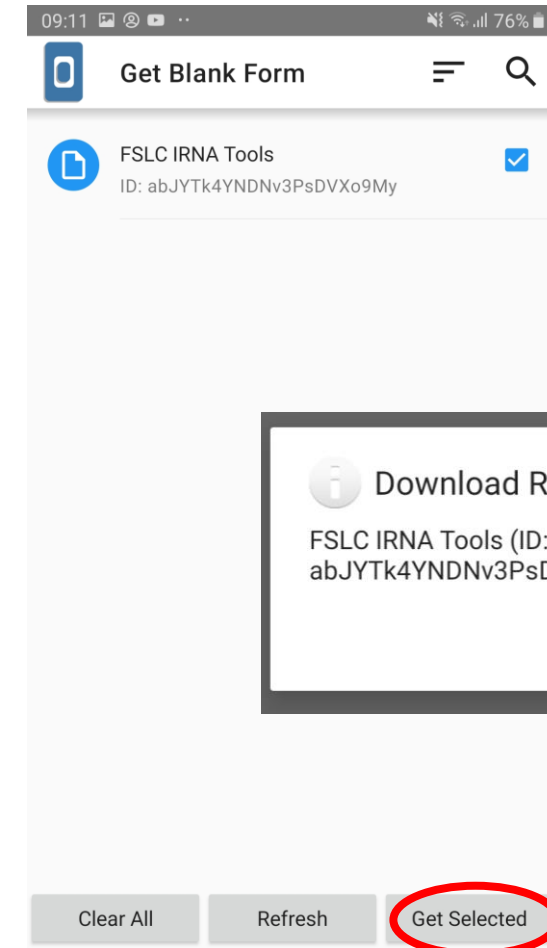 09:11 76%
Get Blank Form
FSLC IRNA Tools
ID: abJYTk4YNDNv3PsDVXo9My
Download R
FSLC IRNA Tools (ID:
abJYTk4YNDNv3PsD
Clear All Refresh Get Selected